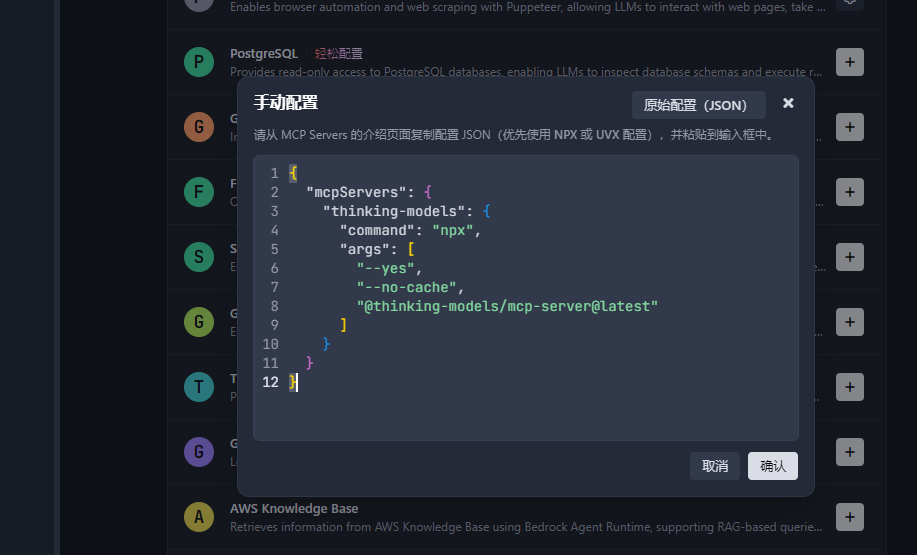 Enables browser automation and web scraping with Puppeteer, allowing LLMs to interact with web pages, take ...
P PostgreSQL 轻松配置
Provides read-only access to PostgreSQL databases, enabling LLMs to inspect database schemas and execute r...
手动配置
原始配置（JSON）
请从 MCP Servers 的介绍页面复制配置 JSON（优先使用 NPX 或 UVX 配置），并粘贴到输入框中。
1 {
2 "mcpServers": {
3 "thinking-models": {
4 "command": "npx",
5 "args": [
6 "--yes",
7 "--no-cache",
8 "@thinking-models/mcp-server@latest"
9 ]
10 }
11 }
12 }
取消 确认
G
F
S
G
T
G
A AWS Knowledge Base
Retrieves information from AWS Knowledge Base using Bedrock Agent Runtime, supporting RAG-based querie...